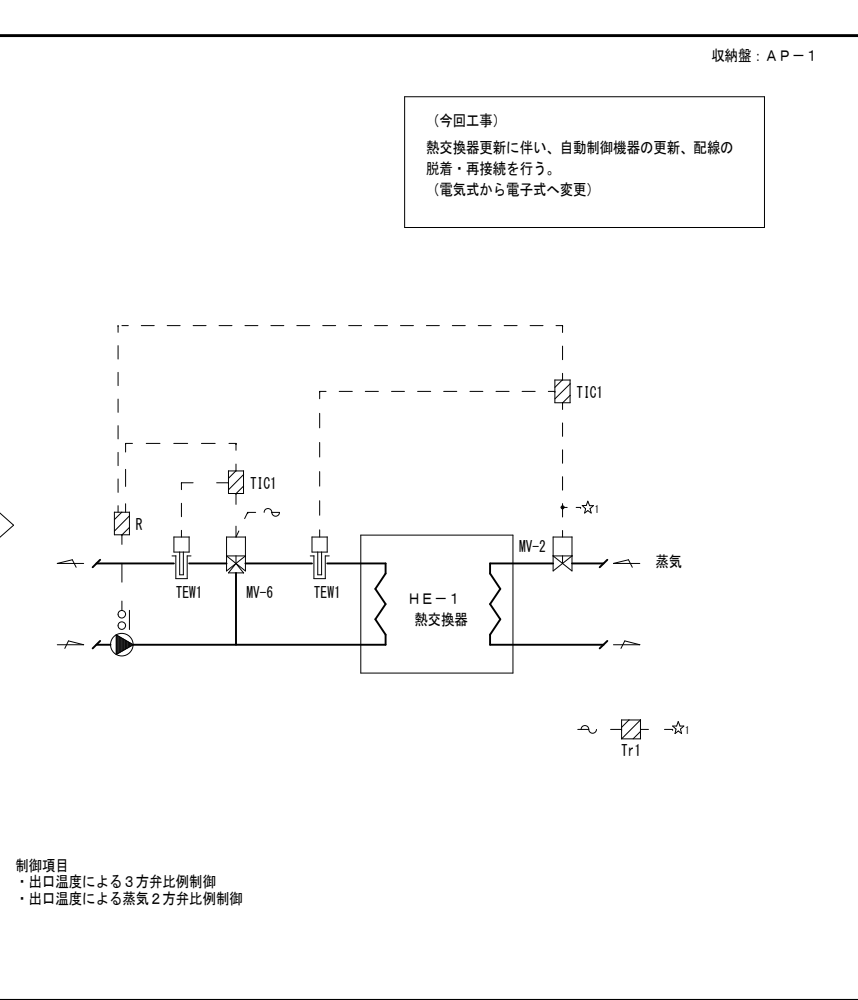 収納盤：ＡＰ－１
（今回工事）
熱交換器更新に伴い、自動制御機器の更新、配線の
脱着・再接続を行う。
（電気式から電子式へ変更）
TIC1
TIC1
R
☆1
MV-2
蒸気
TEW1
MV-6
TEW1
ＨＥ－１
熱交換器
☆1
Tr1
制御項目
・出口温度による３方弁比例制御
・出口温度による蒸気２方弁比例制御